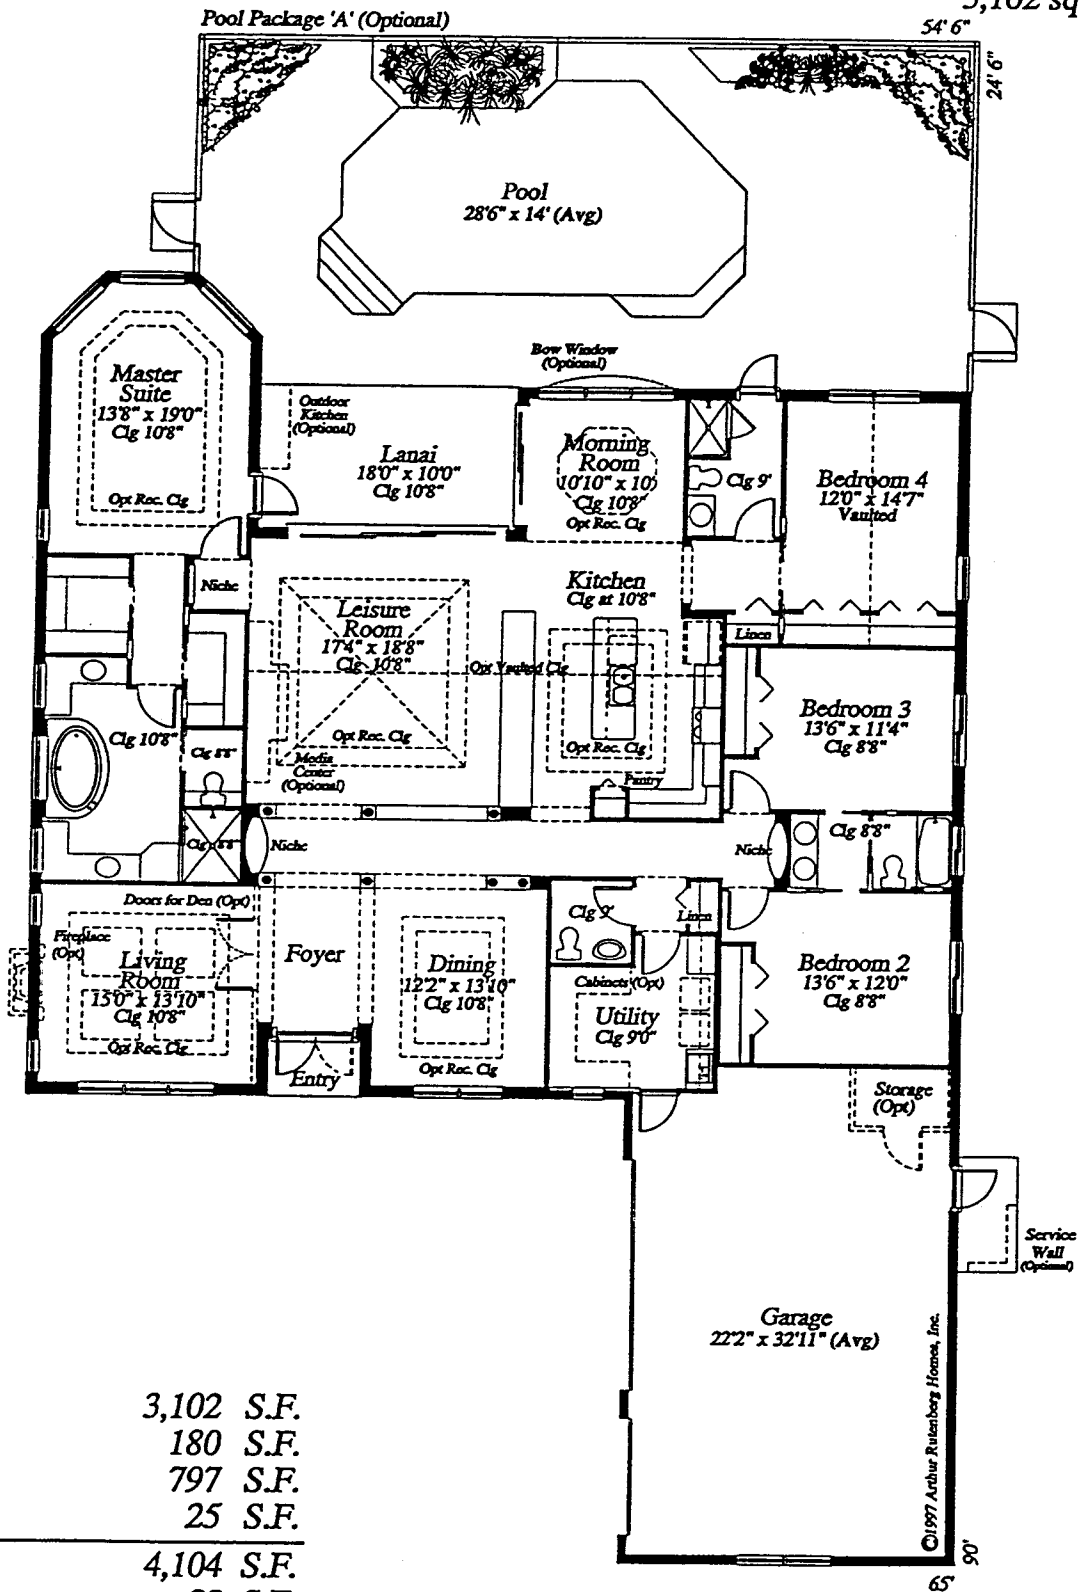 3,102 sq
Pool Package 'A' (Optional)
54' 6"
24' 6"
Pool
28'6" x 14' (Avg)
Bow Window
(Optional)
Master
Suite
13'8" x 19'0"
Clg 10'8"
Opt Rec. Clg
Outdoor
Kitchen
(Optional)
Lanai
18'0" x 10'0"
Clg 10'8"
Morning
Room
10'10" x 10'
Clg 10'8"
Opt Rec. Clg
Clg 9'
Bedroom 4
12'0" x 14'7"
Vaulted
Niche
Kitchen
Clg at 10'8"
Leisure
Room
17'4" x 18'8"
Clg 10'8"
Opt Vaulted Clg
Opt Rec. Clg
Opt Rec. Clg
Linen
Bedroom 3
13'6" x 11'4"
Clg 8'8"
Clg 10'8"
Clg 8'8"
Media
Center
(Optional)
Pantry
Clg 8'8"
Niche
Niche
Clg 8'8"
Doors for Den (Opt)
Fireplace
(Opt)
Living
Room
15'0" x 13'10"
Clg 10'8"
Opt Rec. Clg
Foyer
Dining
12'2" x 13'10"
Clg 10'8"
Opt Rec. Clg
Clg 9'
Linen
Cabinets (Opt)
Utility
Clg 9'0"
Bedroom 2
13'6" x 12'0"
Clg 8'8"
Entry
Storage
(Opt)
Service
Wall
(Optional)
Garage
22'2" x 32'11" (Avg)
©1997 Arthur Rutenberg Homes, Inc.
3,102 S.F.
180 S.F.
797 S.F.
25 S.F.
4,104 S.F.
90'
65'